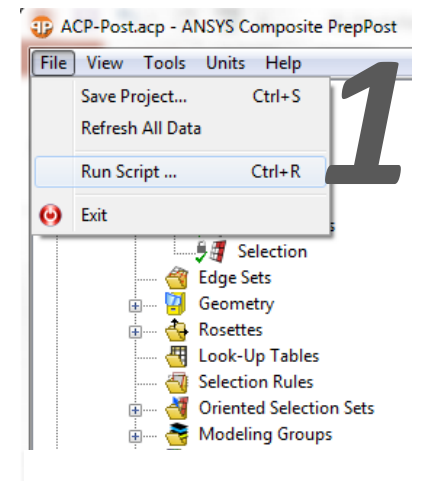 ACP-Post.acp - ANSYS Composite PrepPost
File View Tools Units Help
Save Project... Ctrl+S
Refresh All Data
Run Script ... Ctrl+R
Exit
1
Selection
Edge Sets
Geometry
Rosettes
Look-Up Tables
Selection Rules
Oriented Selection Sets
Modeling Groups